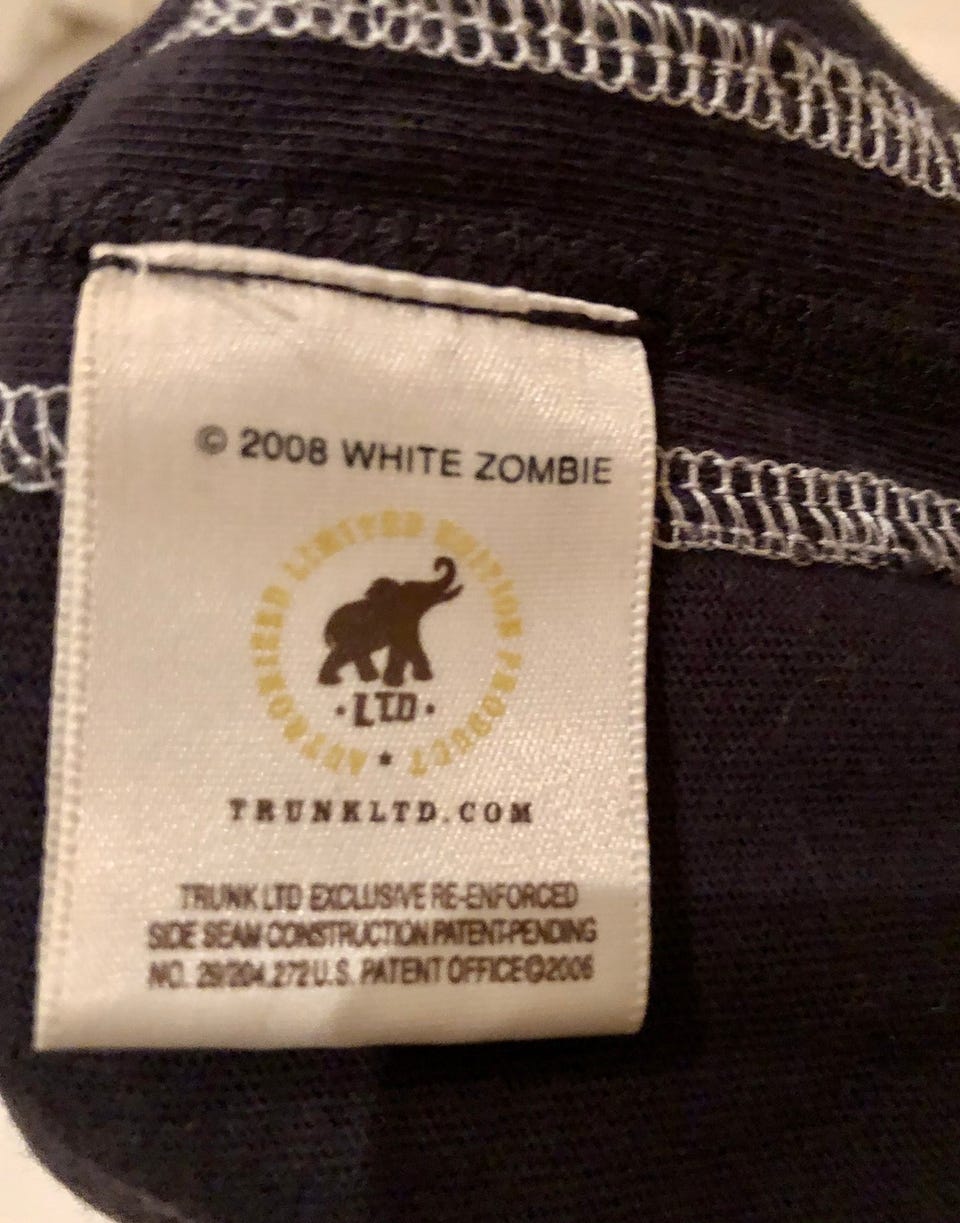 © 2008 WHITE ZOMBIE
AUTHORIZED LIMITED EDITION PRODUCT
· LTD ·
TRUNKLTD.COM
TRUNK LTD EXCLUSIVE RE-ENFORCED
SIDE SEAM CONSTRUCTION PATENT-PENDING
NO. 29/204,272 U.S. PATENT OFFICE©2006